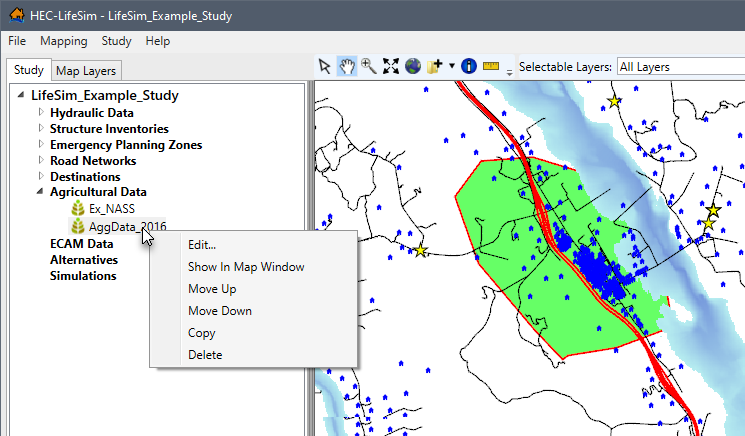 HEC-LifeSim - LifeSim_Example_Study
File Mapping Study Help
Study Map Layers
Selectable Layers: All Layers
LifeSim_Example_Study
Hydraulic Data
Structure Inventories
Emergency Planning Zones
Road Networks
Destinations
Agricultural Data
Ex_NASS
AggData_2016
ECAM Data
Alternatives
Simulations
Edit...
Show In Map Window
Move Up
Move Down
Copy
Delete